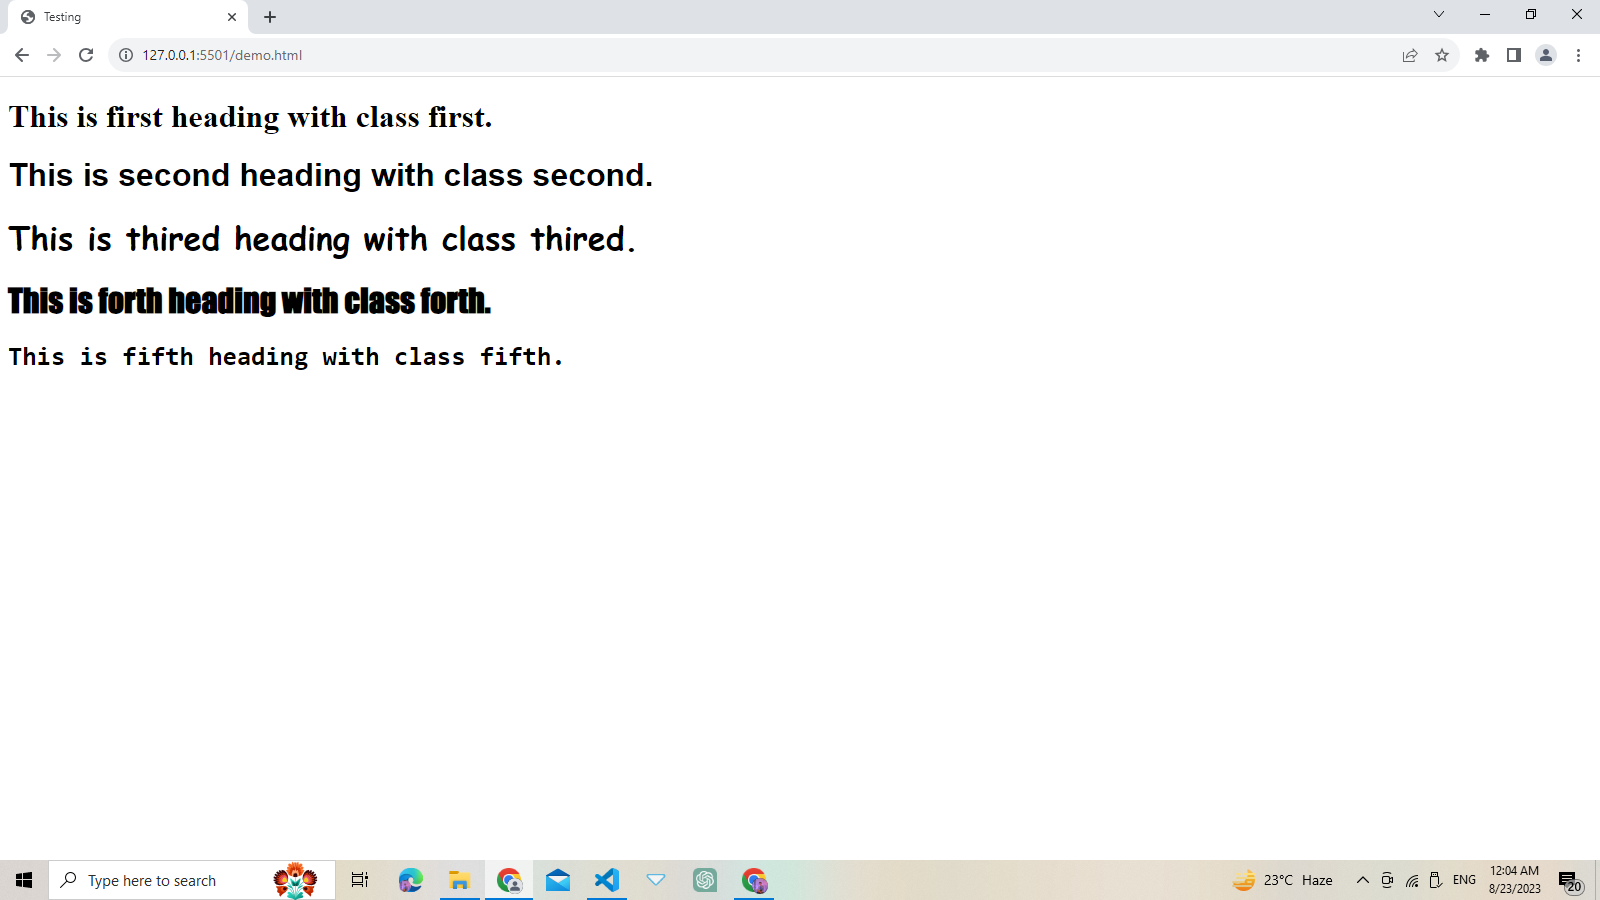 Testing
127.0.0.1:5501/demo.html
This is first heading with class first.
This is second heading with class second.
This is thired heading with class thired.
This is forth heading with class forth.
This is fifth heading with class fifth.
Type here to search
23°C Haze
ENG
12:04 AM
8/23/2023
20